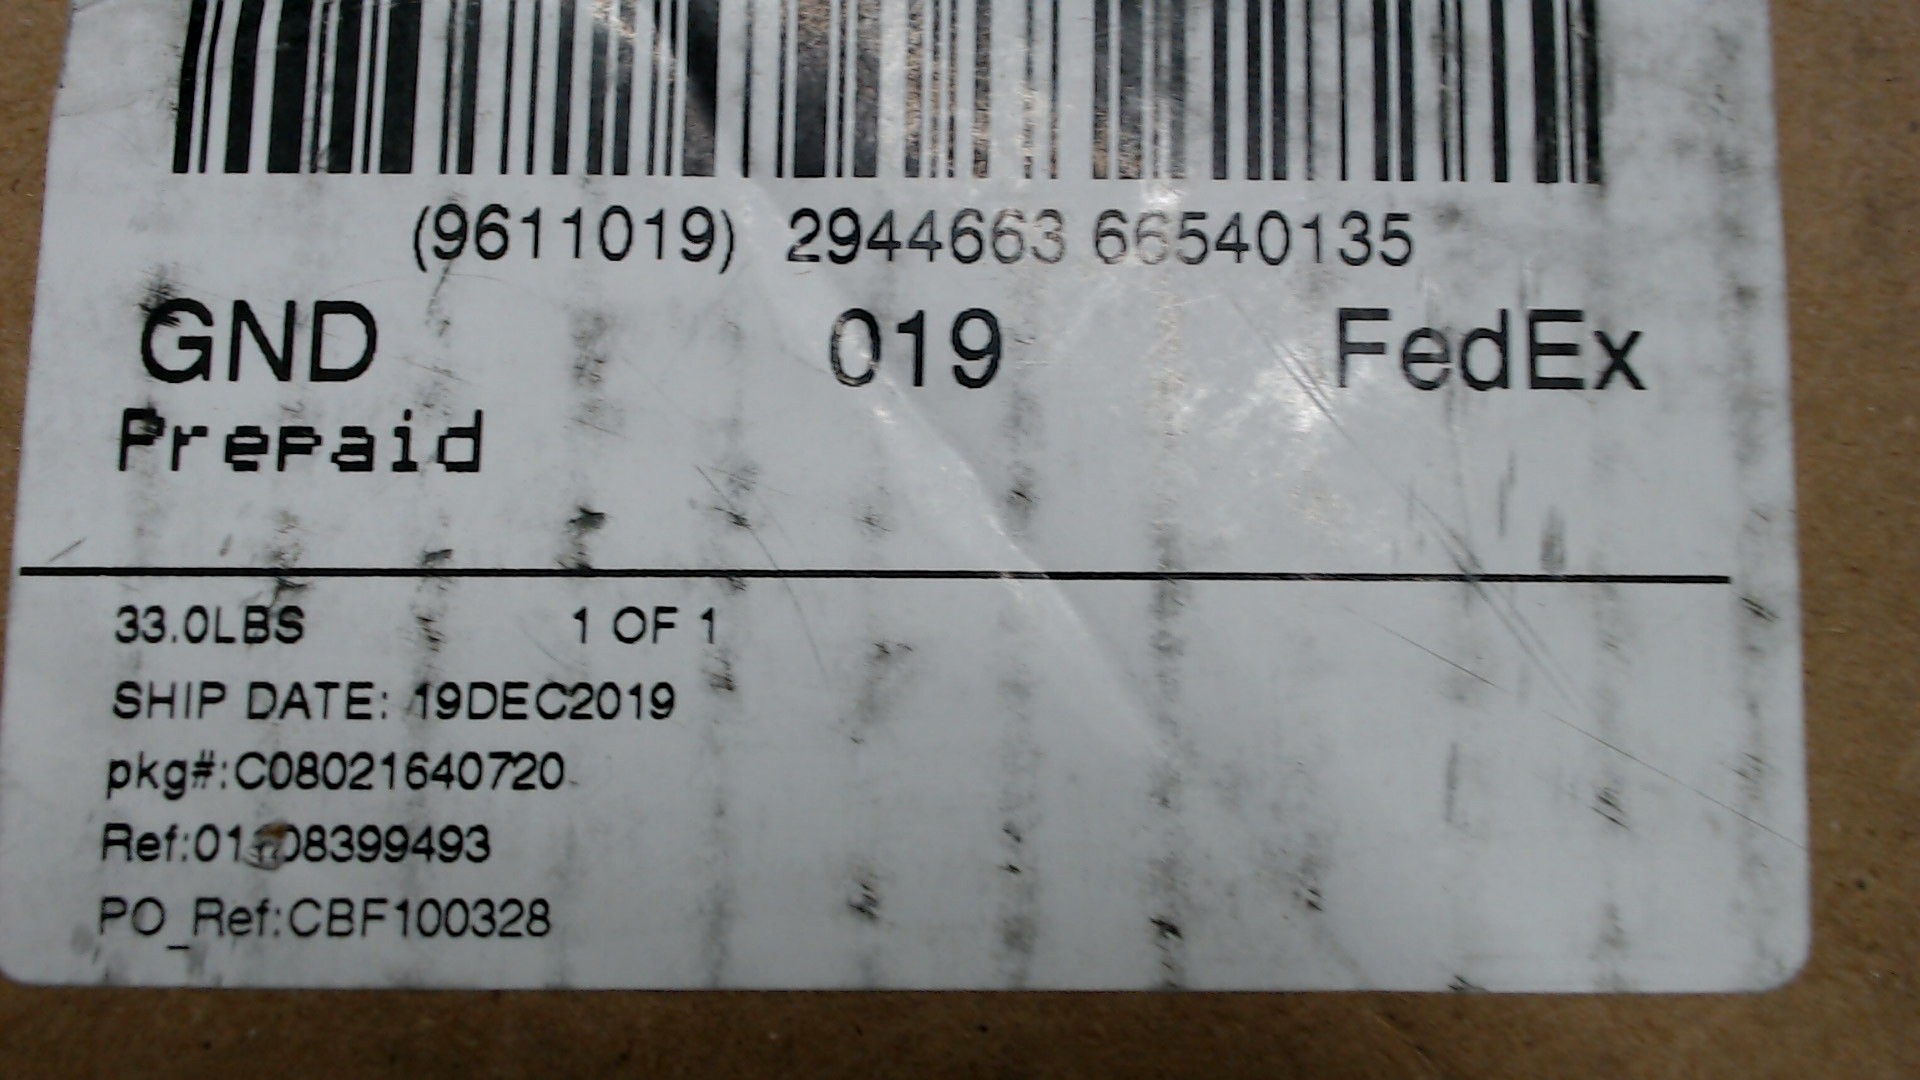 (9611019) 2944663 66540135
GND 019 FedEx
Prepaid
33.0LBS 1 OF 1
SHIP DATE: 19DEC2019
pkg#:C08021640720
PO_Ref:CBF100328